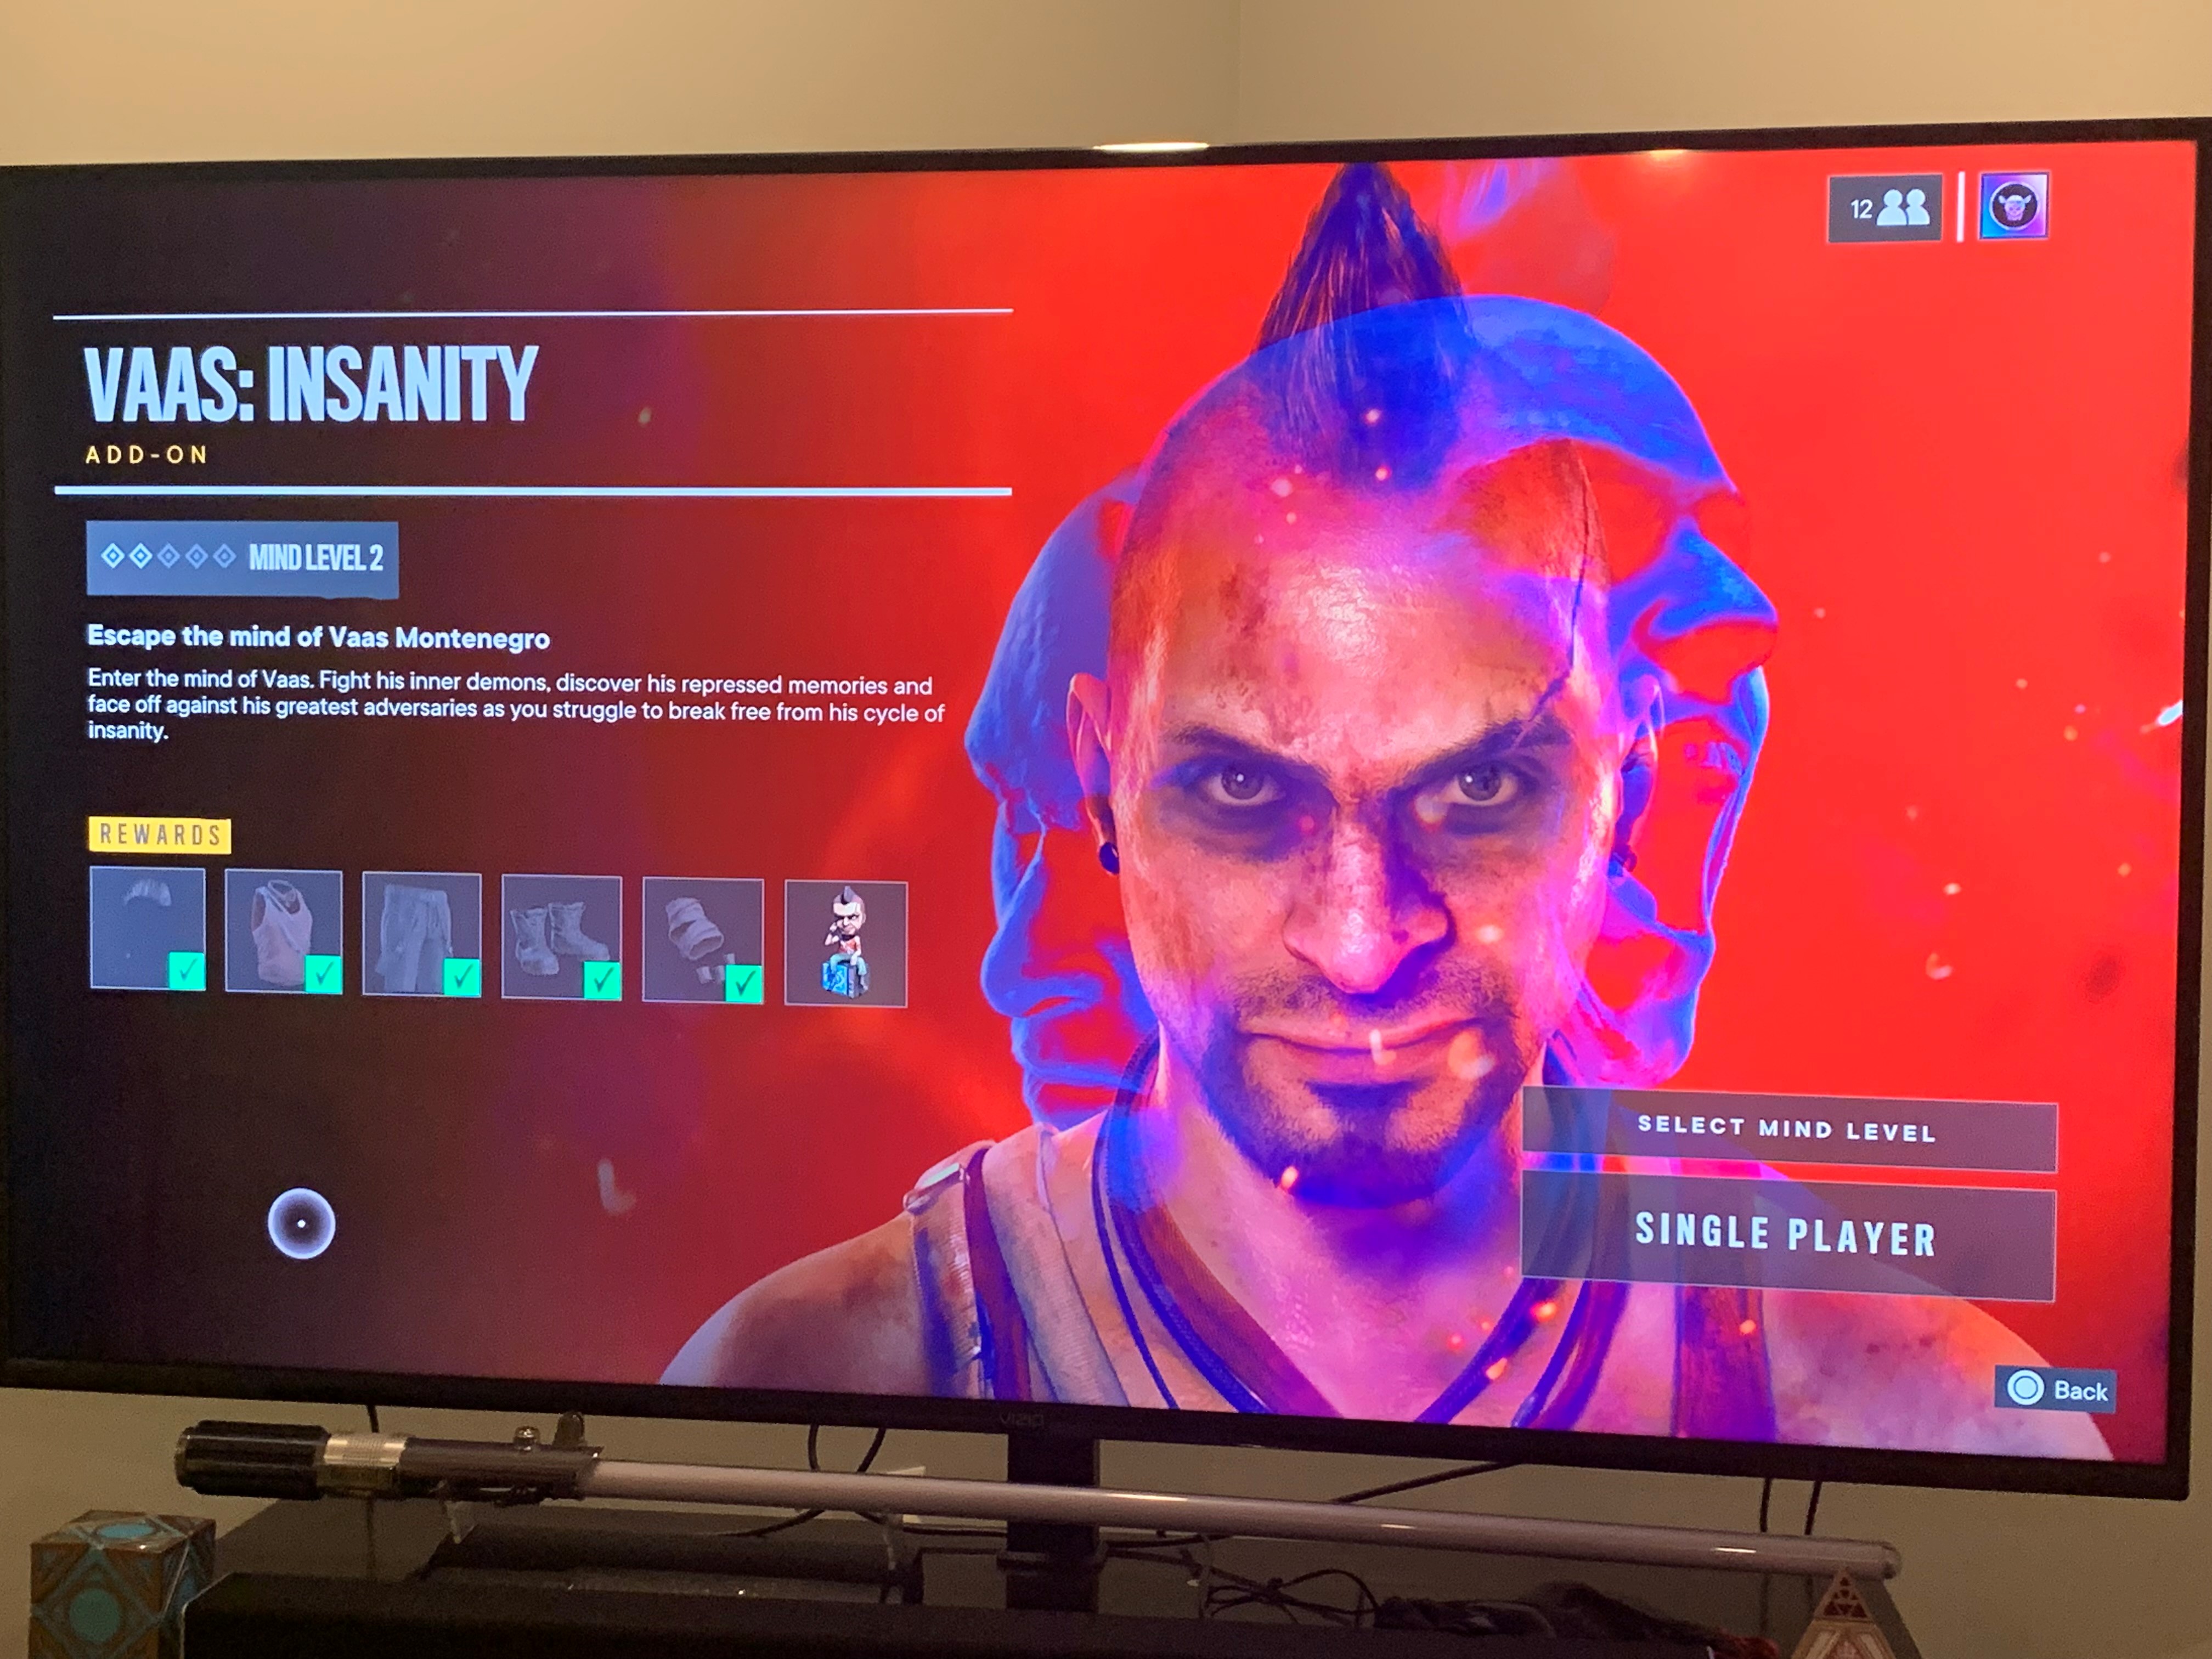 12
VAAS: INSANITY
ADD-ON
MIND LEVEL 2
Escape the mind of Vaas Montenegro
Enter the mind of Vaas. Fight his inner demons, discover his repressed memories and
face off against his greatest adversaries as you struggle to break free from his cycle of
insanity.
REWARDS
SELECT MIND LEVEL
SINGLE PLAYER
Back
VIZIO